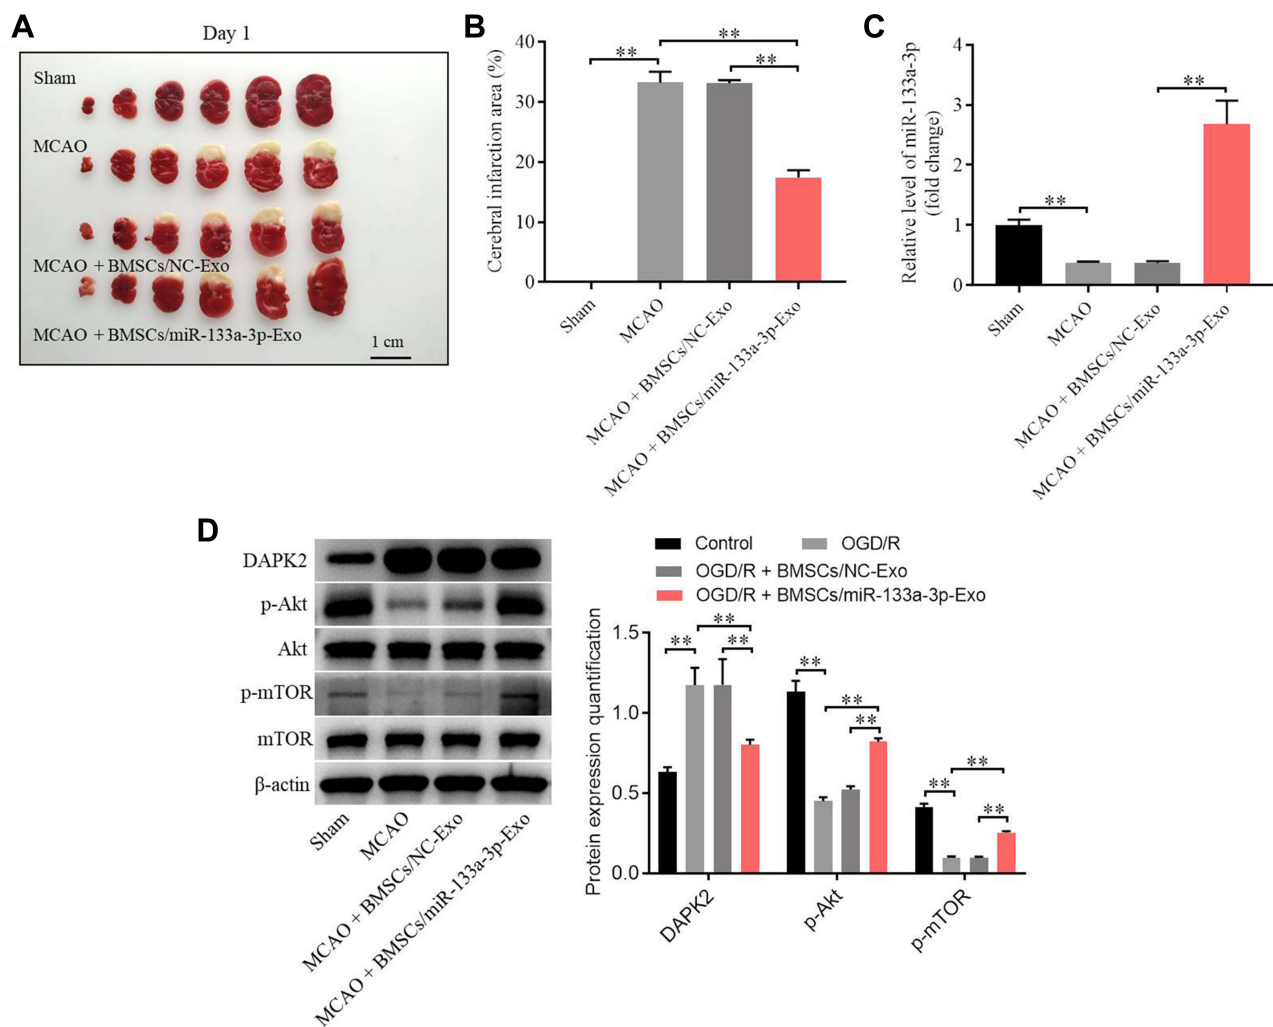 A
Day 1
Sham
MCAO
MCAO + BMSCs/NC-Exo
MCAO + BMSCs/miR-133a-3p-Exo
1 cm
B
Cerebral infarction area (%)
40
30
20
10
0
**
**
**
Sham
MCAO
MCAO + BMSCs/NC-Exo
MCAO + BMSCs/miR-133a-3p-Exo
C
Relative level of miR-133a-3p
(fold change)
4
3
2
1
0
**
**
Sham
MCAO
MCAO + BMSCs/NC-Exo
MCAO + BMSCs/miR-133a-3p-Exo
D
DAPK2
p-Akt
Akt
p-mTOR
mTOR
β-actin
Sham
MCAO
MCAO + BMSCs/NC-Exo
MCAO + BMSCs/miR-133a-3p-Exo
Control
OGD/R
OGD/R + BMSCs/NC-Exo
OGD/R + BMSCs/miR-133a-3p-Exo
Protein expression quantification
1.5
1.0
0.5
0.0
**
**
**
**
**
**
**
**
**
DAPK2
p-Akt
p-mTOR